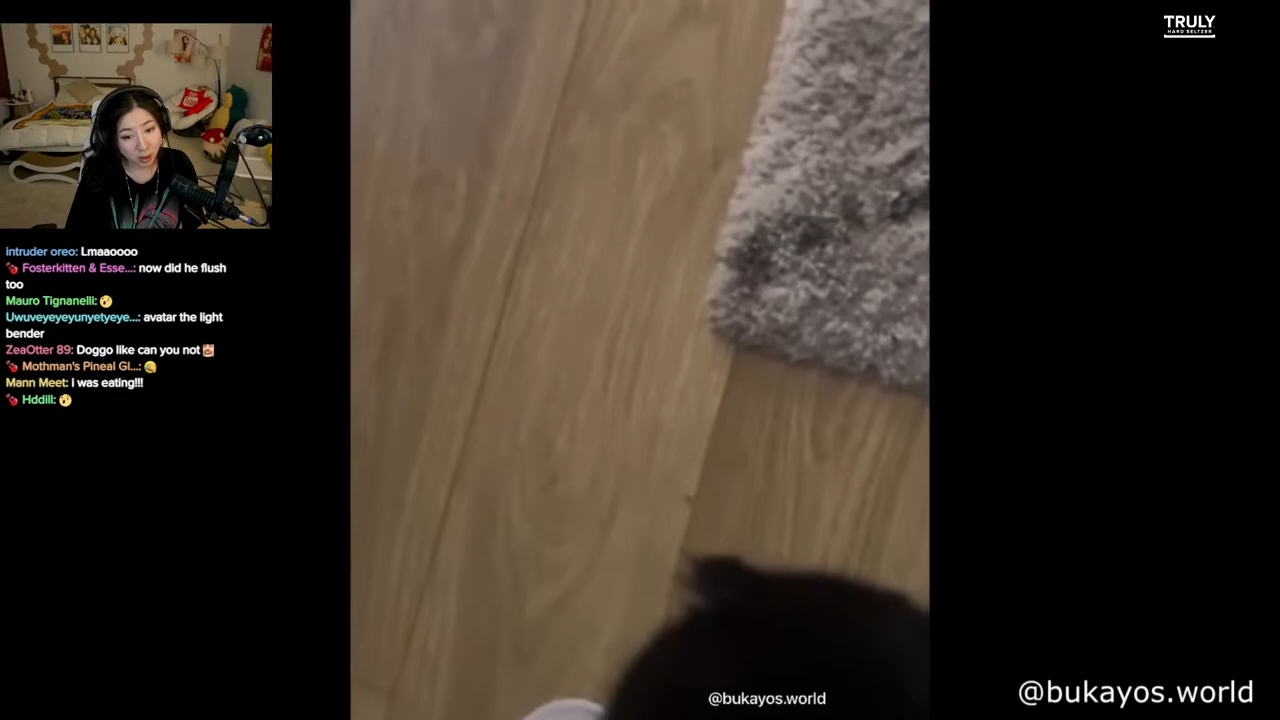 TRULY
HARD SELTZER
intruder oreo: Lmaaoooo
Fosterkitten & Esse...: now did he flush
too
Mauro Tignanelli:
Uwuveyeyeyunyetyeye...: avatar the light
bender
ZeaOtter 89: Doggo like can you not
Mothman's Pineal Gl...:
Mann Meet: i was eating!!!
Hddill:
@bukayos.world
@bukayos.world